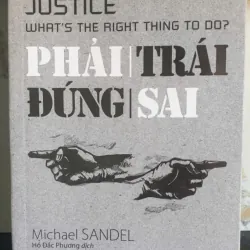 JUSTICE
WHAT'S THE RIGHT THING TO DO?
PHẢI|TRÁI
ĐÚNG|SAI
Michael SANDEL
Hồ Đắc Phương dịch